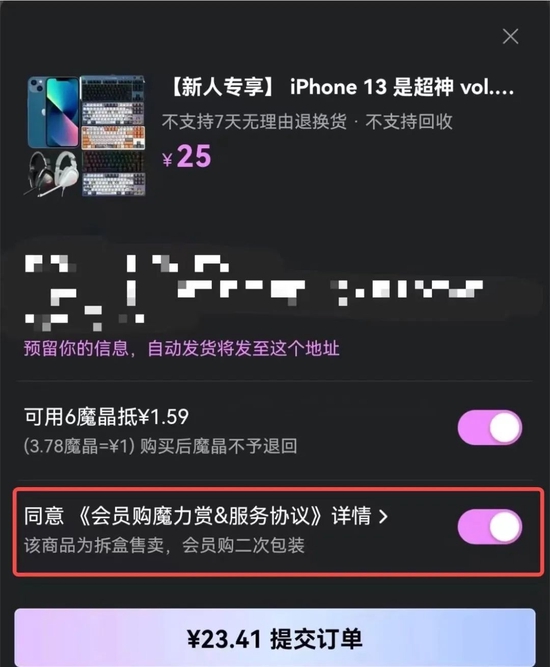 【新人专享】 iPhone 13 是超神 vol....
不支持7天无理由退换货 · 不支持回收
¥25
预留你的信息，自动发货将发至这个地址
可用6魔晶抵¥1.59
(3.78魔晶=¥1) 购买后魔晶不予退回
同意 《会员购魔力赏&服务协议》详情 >
该商品为拆盒售卖，会员购二次包装
¥23.41 提交订单